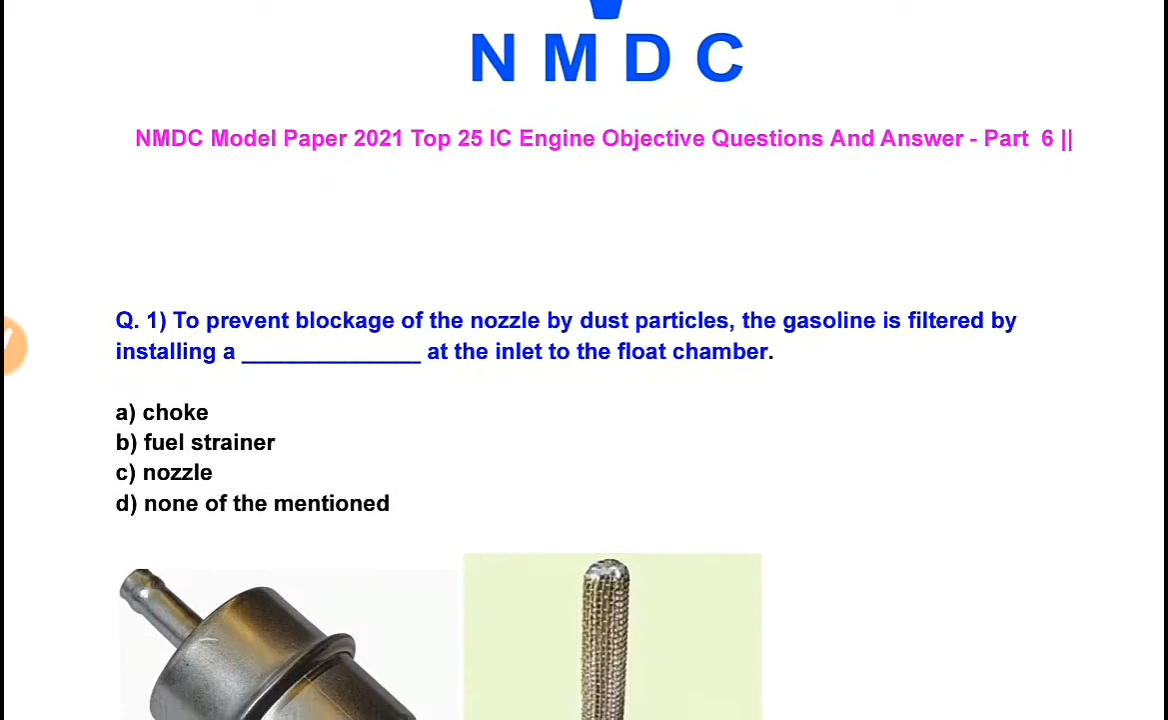 N M D C
NMDC Model Paper 2021 Top 25 IC Engine Objective Questions And Answer - Part 6 ||
Q. 1) To prevent blockage of the nozzle by dust particles, the gasoline is filtered by
installing a ______________ at the inlet to the float chamber.
a) choke
b) fuel strainer
c) nozzle
d) none of the mentioned